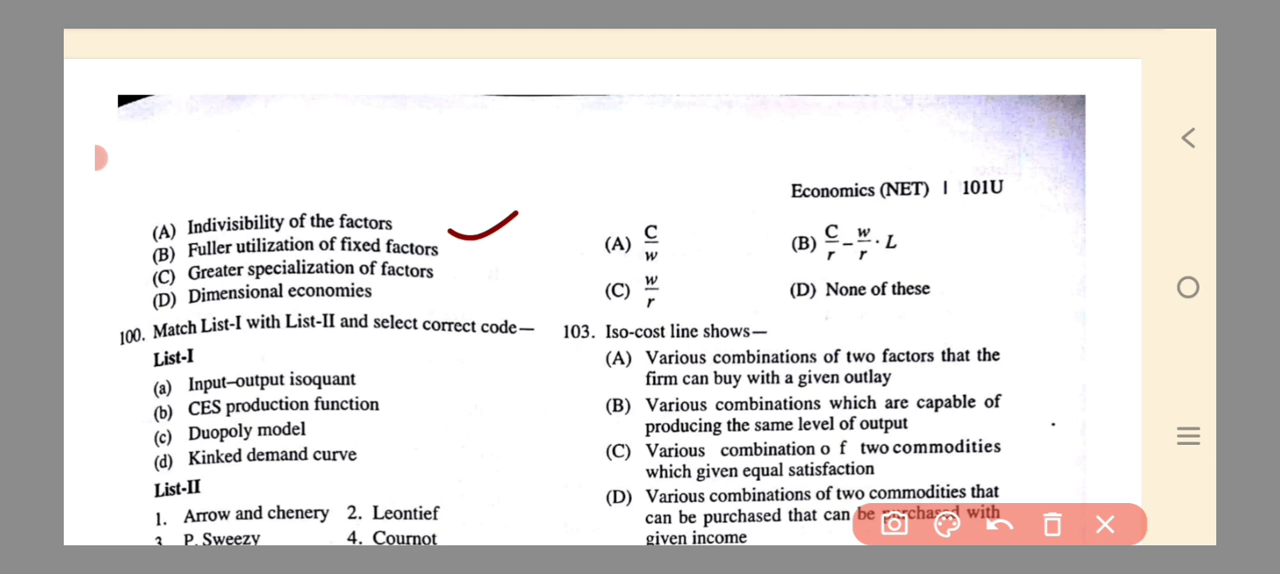 Economics (NET) | 101U
(A) Indivisibility of the factors
(B) Fuller utilization of fixed factors
(C) Greater specialization of factors
(D) Dimensional economies
100. Match List-I with List-II and select correct code—
List-I
(a) Input–output isoquant
(b) CES production function
(c) Duopoly model
(d) Kinked demand curve
List-II
1. Arrow and chenery 2. Leontief
3 P. Sweezy 4. Cournot
(A) C/w (B) C/r – w/r · L
(C) w/r (D) None of these
103. Iso-cost line shows—
(A) Various combinations of two factors that the
firm can buy with a given outlay
(B) Various combinations which are capable of
producing the same level of output
(C) Various combination o f two commodities
which given equal satisfaction
(D) Various combinations of two commodities that
can be purchased that can be purchased with
given income